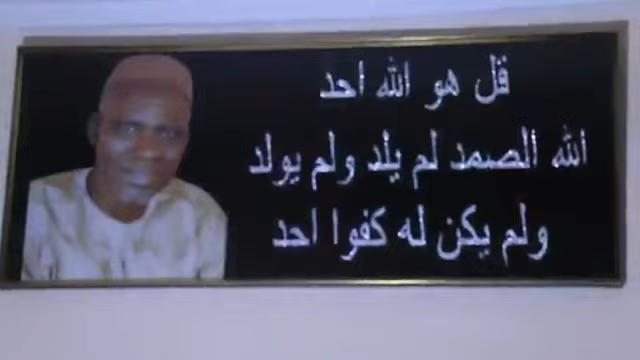 قل هو الله احد
الله الصمد لم يلد ولم يولد
ولم يكن له كفوا احد